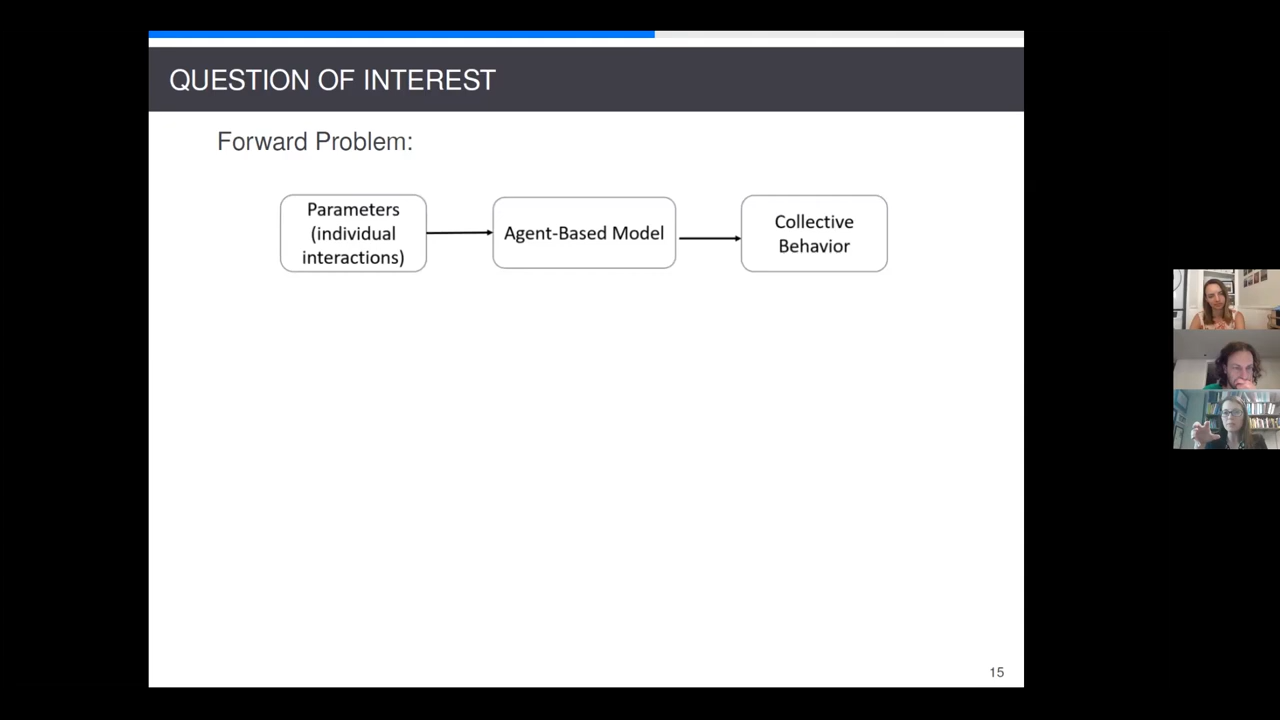 QUESTION OF INTEREST
Forward Problem:
Parameters
(individual
interactions)
Agent-Based Model
Collective
Behavior
15